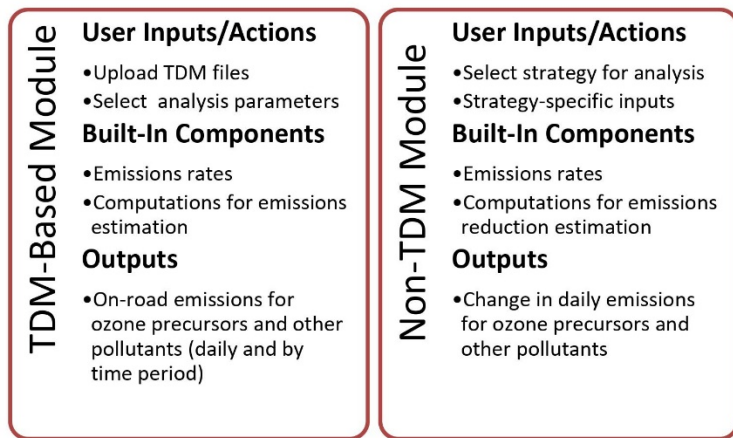 TDM-Based Module
User Inputs/Actions
•Upload TDM files
•Select analysis parameters
Built-In Components
•Emissions rates
•Computations for emissions
estimation
Outputs
•On-road emissions for
ozone precursors and other
pollutants (daily and by
time period)
Non-TDM Module
User Inputs/Actions
•Select strategy for analysis
•Strategy-specific inputs
Built-In Components
•Emissions rates
•Computations for emissions
reduction estimation
Outputs
•Change in daily emissions
for ozone precursors and
other pollutants